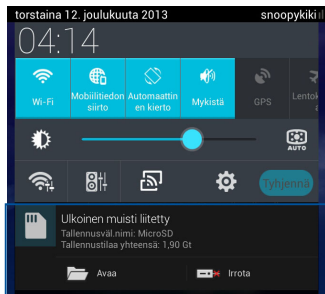 torstaina 12. joulukuuta 2013 snoopykiki
04:14
Wi-Fi Mobiilitiedon siirto Automaattin en kierto Mykistä GPS Lentok
AUTO
Tyhjennä
Ulkoinen muisti liitetty
Tallennusväl.nimi: MicroSD
Tallennustilaa yhteensä: 1,90 Gt
Avaa Irrota